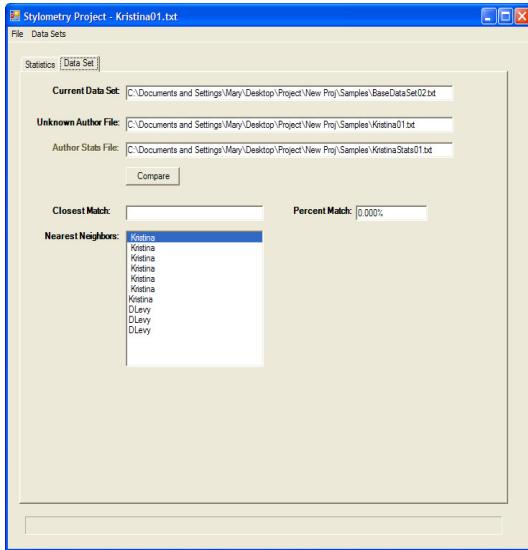 Stylometry Project - Kristina01.txt
File Data Sets
Statistics Data Set
Current Data Set: C:\Documents and Settings\Mary\Desktop\Project\New Proj\Samples\BaseDataSet02.txt
Unknown Author File: C:\Documents and Settings\Mary\Desktop\Project\New Proj\Samples\Kristina01.txt
Author Stats File: C:\Documents and Settings\Mary\Desktop\Project\New Proj\Samples\KristinaStats01.txt
Compare
Closest Match: Percent Match: 0.000%
Nearest Neighbors: Kristina
Kristina
Kristina
Kristina
Kristina
Kristina
Kristina
DLevy
DLevy
DLevy